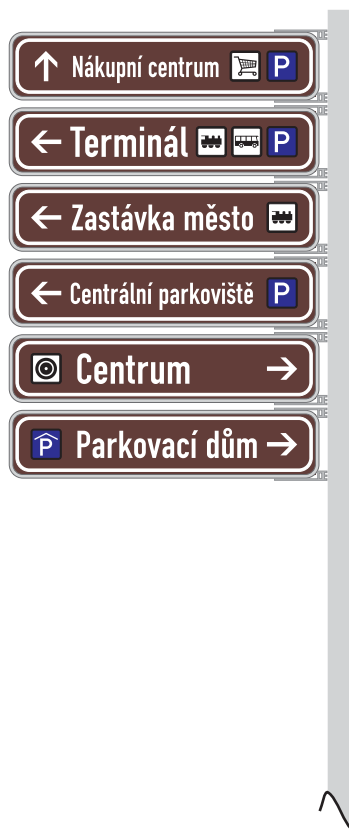 Nákupní centrum P
Terminál P
Zastávka město
Centrální parkoviště P
Centrum
P Parkovací dům